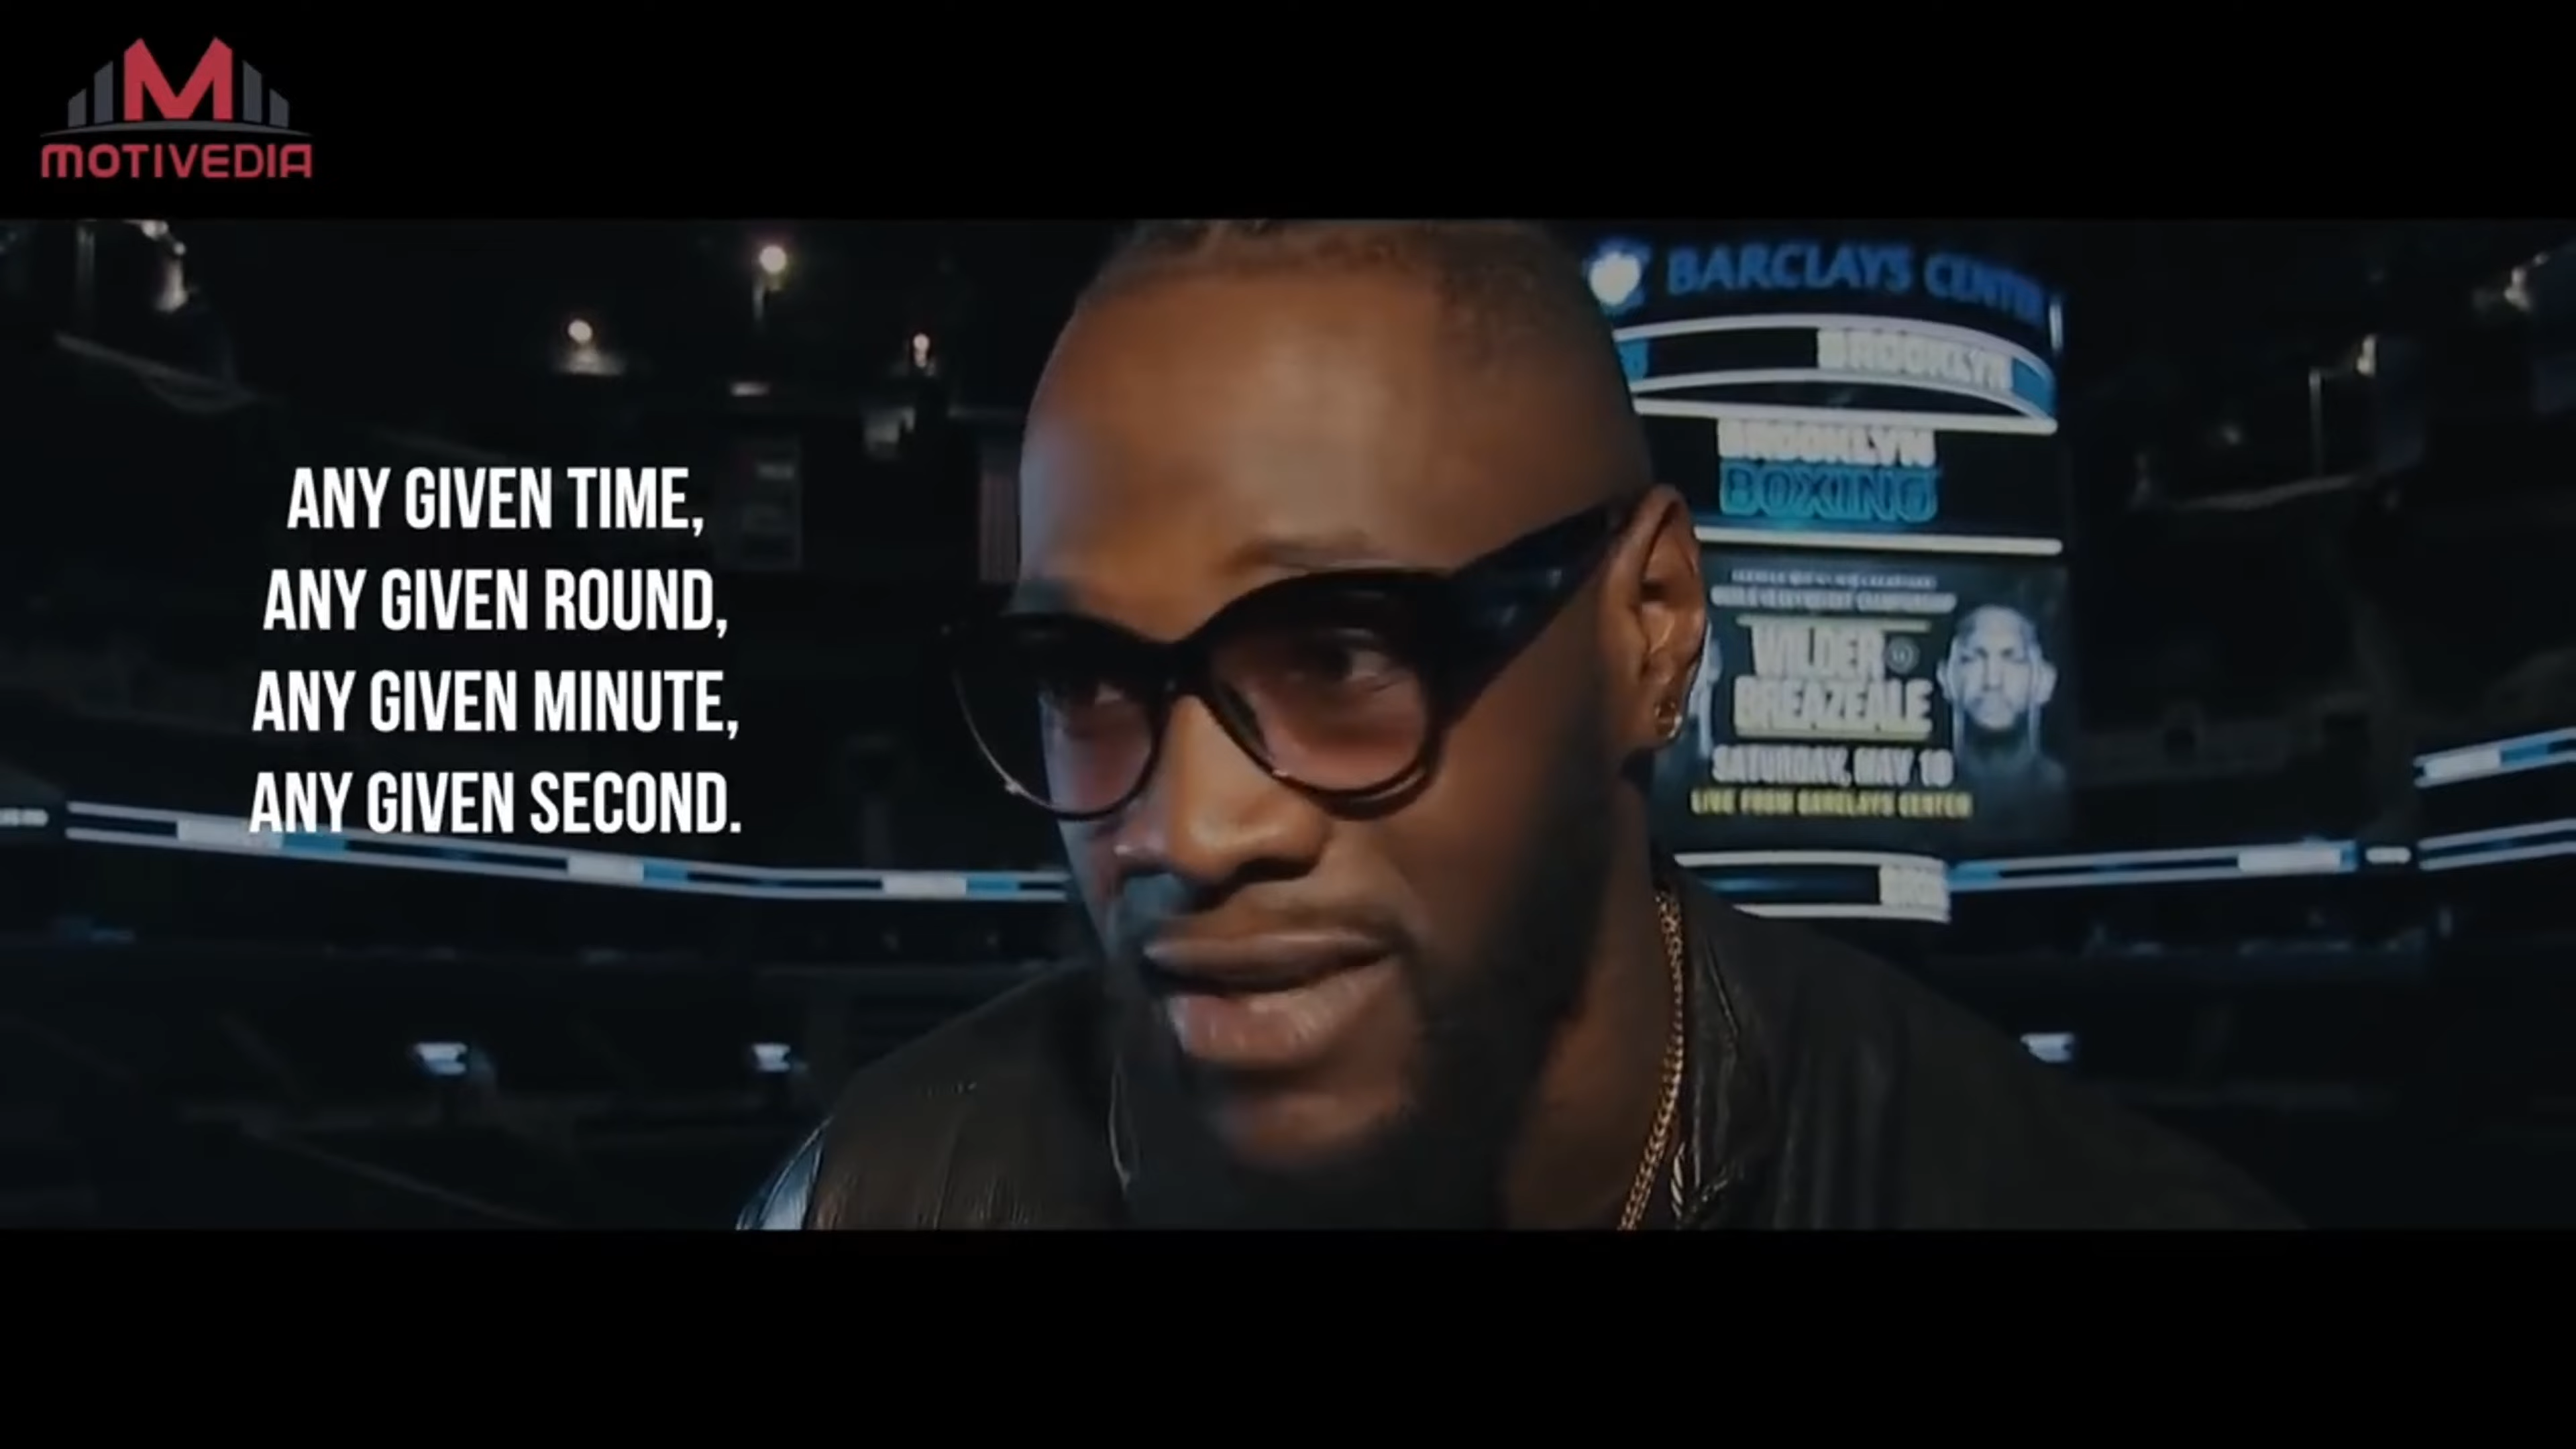 M
MOTIVEDIA
ANY GIVEN TIME,
ANY GIVEN ROUND,
ANY GIVEN MINUTE,
ANY GIVEN SECOND.
BARCLAYS CENTER
BROOKLYN
BROOKLYN
BOXING
WILDER
BREAZEALE
SATURDAY, MAY 18
LIVE FROM BARCLAYS CENTER